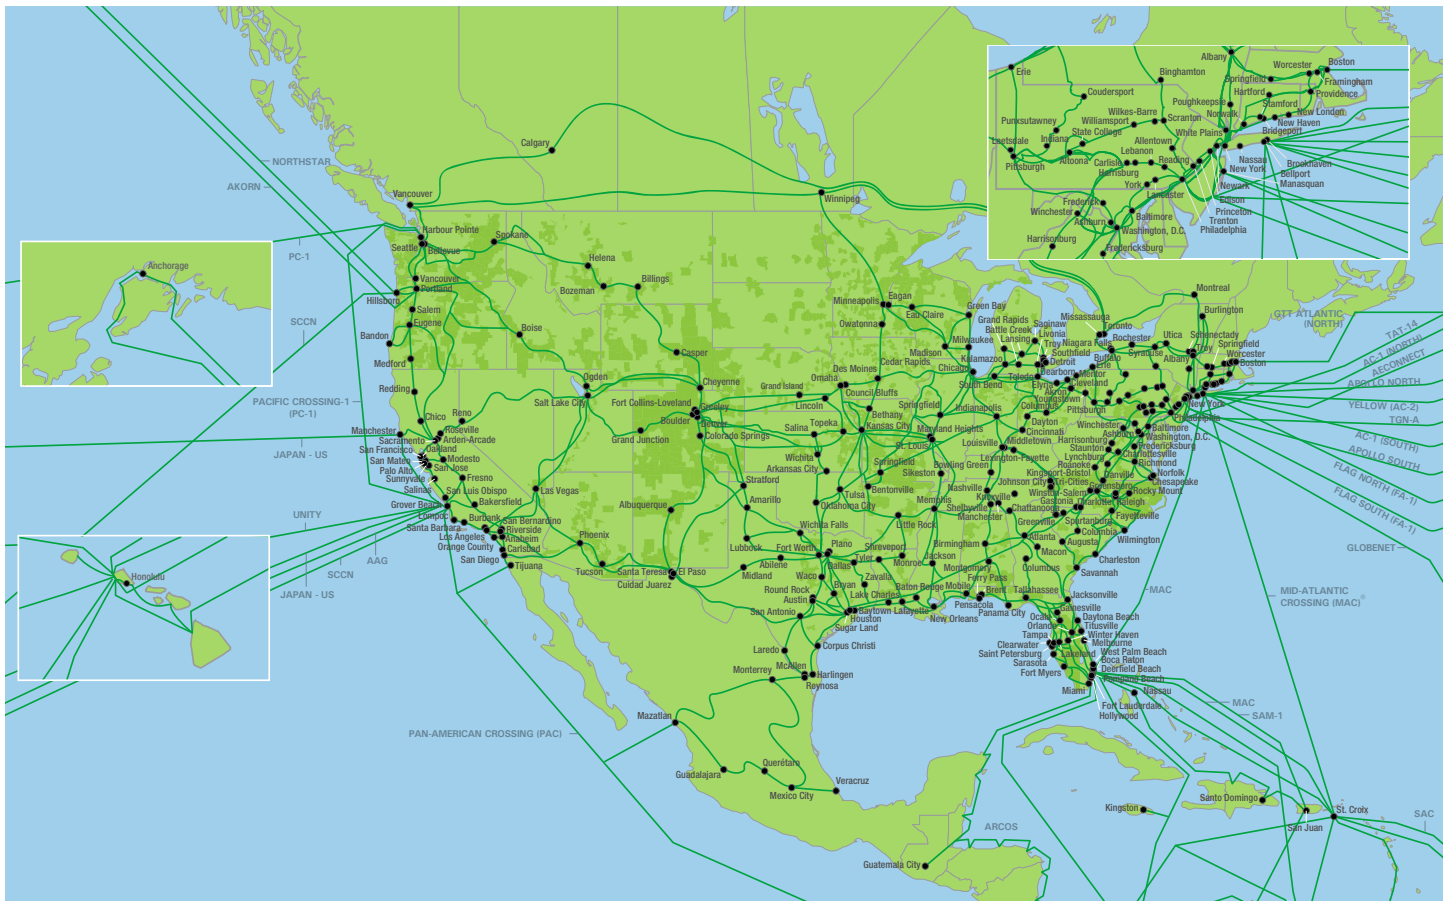 NORTHSTAR
AKORN
PC-1
SCCN
PACIFIC CROSSING-1
(PC-1)
JAPAN - US
UNITY
AAG
SCCN
JAPAN - US
PAN-AMERICAN CROSSING (PAC)
Anchorage
Honolulu
Calgary
Vancouver
Winnipeg
Harbour Pointe
Seattle
Bellevue
Spokane
Helena
Bozeman
Billings
Vancouver
Portland
Hillsboro
Salem
Eugene
Bandon
Medford
Boise
Redding
Casper
Ogden
Salt Lake City
Cheyenne
Fort Collins-Loveland
Greeley
Boulder
Denver
Grand Junction
Colorado Springs
Chico
Reno
Roseville
Manchester
Sacramento
Arden-Arcade
San Francisco
Oakland
San Mateo
Modesto
Palo Alto
San Jose
Sunnyvale
Fresno
Salinas
San Luis Obispo
Grover Beach
Bakersfield
Lompoc
Burbank
San Bernardino
Santa Barbara
Riverside
Los Angeles
Anaheim
Orange County
Carlsbad
San Diego
Tijuana
Las Vegas
Phoenix
Tucson
Albuquerque
Santa Teresa
El Paso
Cuidad Juarez
Minneapolis
Eagan
Eau Claire
Owatonna
Green Bay
Madison
Milwaukee
Chicago
Cedar Rapids
Des Moines
Grand Island
Omaha
Council Bluffs
Lincoln
Bethany
Salina
Topeka
Kansas City
Maryland Heights
St. Louis
Springfield
Indianapolis
Wichita
Arkansas City
Springfield
Sikeston
Stratford
Amarillo
Tulsa
Bentonville
Oklahoma City
Wichita Falls
Little Rock
Memphis
Lubbock
Fort Worth
Plano
Dallas
Abilene
Midland
Tyler
Shreveport
Monroe
Jackson
Waco
Bryan
Zavalla
Round Rock
Austin
Lake Charles
Baton Rouge
San Antonio
Baytown
Lafayette
Houston
Sugar Land
New Orleans
Laredo
Corpus Christi
McAllen
Harlingen
Reynosa
Monterrey
Mazatlan
Guadalajara
Querétaro
Mexico City
Veracruz
Guatemala City
Grand Rapids
Battle Creek
Lansing
Kalamazoo
Saginaw
Livonia
Troy
Southfield
Detroit
Dearborn
South Bend
Toledo
Elyria
Mentor
Cleveland
Akron
Youngstown
Columbus
Pittsburgh
Dayton
Cincinnati
Middletown
Louisville
Lexington-Fayette
Bowling Green
Nashville
Knoxville
Shelbyville
Manchester
Chattanooga
Johnson City
Kingsport-Bristol
Tri-Cities
Winston-Salem
Greensboro
Gastonia
Charlotte
Raleigh
Rocky Mount
Fayetteville
Greenville
Spartanburg
Columbia
Wilmington
Birmingham
Atlanta
Augusta
Macon
Charleston
Columbus
Savannah
Montgomery
Ferry Pass
Mobile
Brent
Pensacola
Panama City
Tallahassee
Jacksonville
Gainesville
Ocala
Daytona Beach
Orlando
Titusville
Tampa
Winter Haven
Clearwater
Melbourne
Saint Petersburg
Lakeland
West Palm Beach
Sarasota
Boca Raton
Fort Myers
Deerfield Beach
Pompano Beach
Miami
Nassau
Fort Lauderdale
Hollywood
Mississauga
Toronto
Niagara Falls
Rochester
Buffalo
Erie
Syracuse
Utica
Montreal
Burlington
Schenectady
Albany
Troy
Springfield
Worcester
Boston
New York
Philadelphia
Winchester
Baltimore
Ashburn
Washington, D.C.
Harrisonburg
Fredericksburg
Staunton
Charlottesville
Lynchburg
Richmond
Roanoke
Norfolk
Danville
Chesapeake
Kingston
Santo Domingo
San Juan
St. Croix
ARCOS
SAC
MAC
SAM-1
MAC
MID-ATLANTIC
CROSSING (MAC)®
GLOBENET
FLAG SOUTH (FA-1)
FLAG NORTH (FA-1)
APOLLO SOUTH
AC-1 (SOUTH)
TGN-A
YELLOW (AC-2)
APOLLO NORTH
AECONNECT
AC-1 (NORTH)
TAT-14
GTT ATLANTIC
(NORTH)
Erie
Albany
Boston
Worcester
Binghamton
Springfield
Framingham
Coudersport
Hartford
Providence
Poughkeepsie
Stamford
Wilkes-Barre
Norwalk
New London
Punxsutawney
Williamsport
Scranton
New Haven
State College
White Plains
Bridgeport
Leetsdale
Indiana
Allentown
Lebanon
Altoona
Carlisle
Reading
Nassau
Brookhaven
Pittsburgh
Harrisburg
New York
Bellport
York
Lancaster
Newark
Manasquan
Frederick
Edison
Winchester
Baltimore
Princeton
Ashburn
Trenton
Washington, D.C.
Philadelphia
Harrisonburg
Fredericksburg